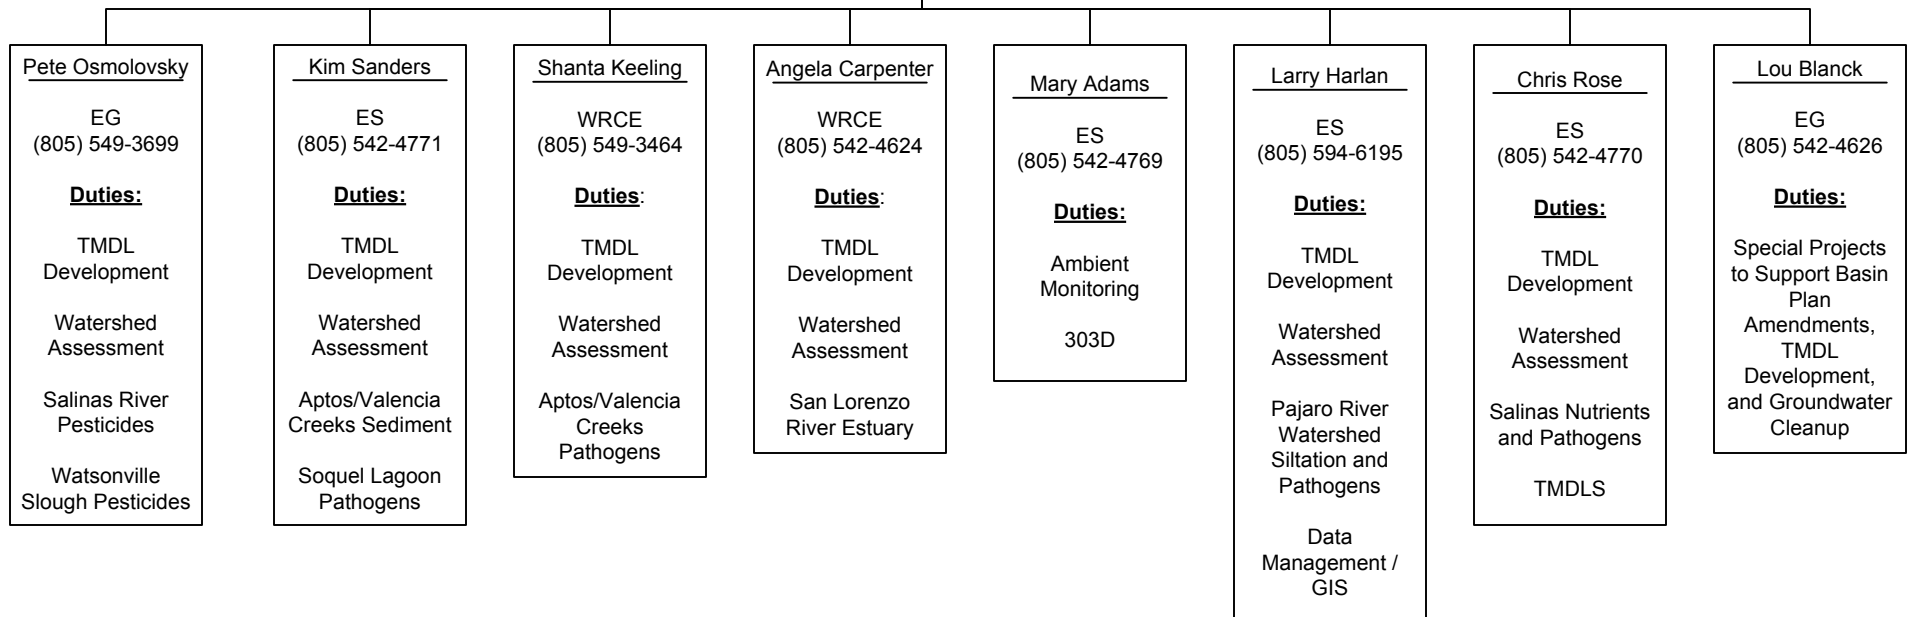 Pete Osmolovsky
EG
(805) 549-3699
Duties:
TMDL
Development
Watershed
Assessment
Salinas River
Pesticides
Watsonville
Slough Pesticides
Kim Sanders
ES
(805) 542-4771
Duties:
TMDL
Development
Watershed
Assessment
Aptos/Valencia
Creeks Sediment
Soquel Lagoon
Pathogens
Shanta Keeling
WRCE
(805) 549-3464
Duties:
TMDL
Development
Watershed
Assessment
Aptos/Valencia
Creeks
Pathogens
Angela Carpenter
WRCE
(805) 542-4624
Duties:
TMDL
Development
Watershed
Assessment
San Lorenzo
River Estuary
Mary Adams
ES
(805) 542-4769
Duties:
Ambient
Monitoring
303D
Larry Harlan
ES
(805) 594-6195
Duties:
TMDL
Development
Watershed
Assessment
Pajaro River
Watershed
Siltation and
Pathogens
Data
Management /
GIS
Chris Rose
ES
(805) 542-4770
Duties:
TMDL
Development
Watershed
Assessment
Salinas Nutrients
and Pathogens
TMDLS
Lou Blanck
EG
(805) 542-4626
Duties:
Special Projects
to Support Basin
Plan
Amendments,
TMDL
Development,
and Groundwater
Cleanup